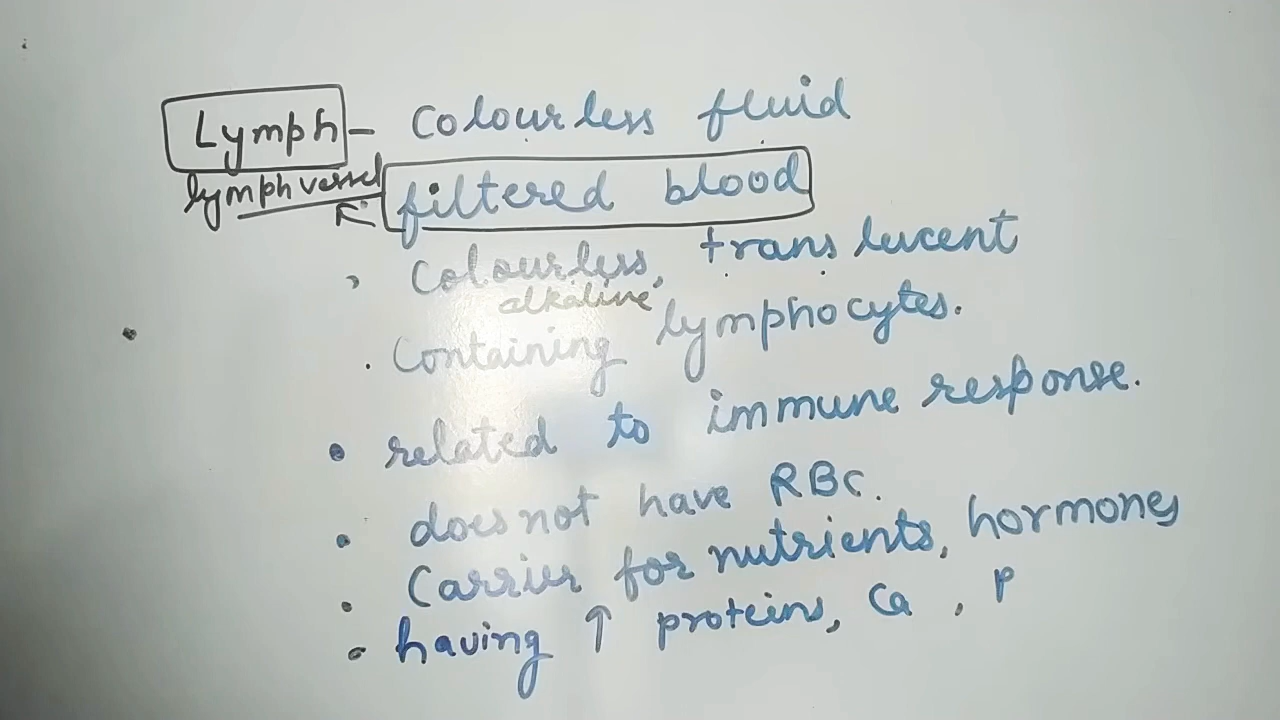 Lymph - Colourless fluid
lymph vessel ← filtered blood
Colourless, translucent
alkaline
Containing lymphocytes.
• related to immune response.
• does not have RBC.
• Carrier for nutrients, hormones
• having ↑ proteins, Ca , P